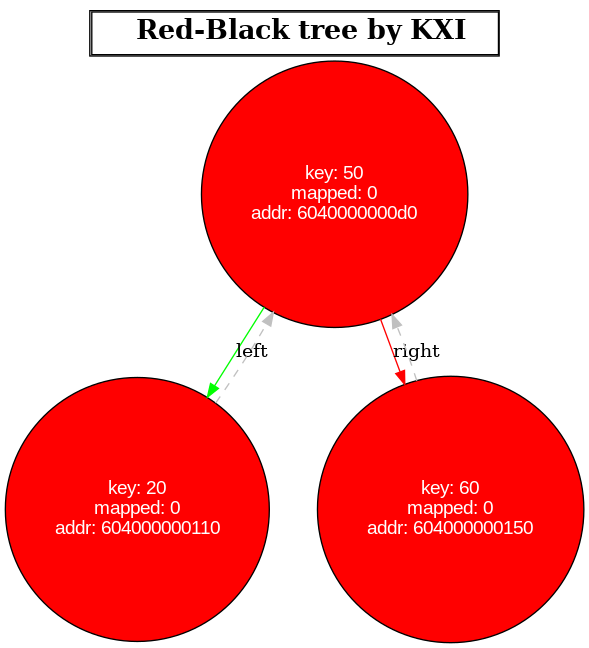 Red-Black tree by KXI
key: 50
mapped: 0
addr: 6040000000d0
left
right
key: 20
mapped: 0
addr: 604000000110
key: 60
mapped: 0
addr: 604000000150